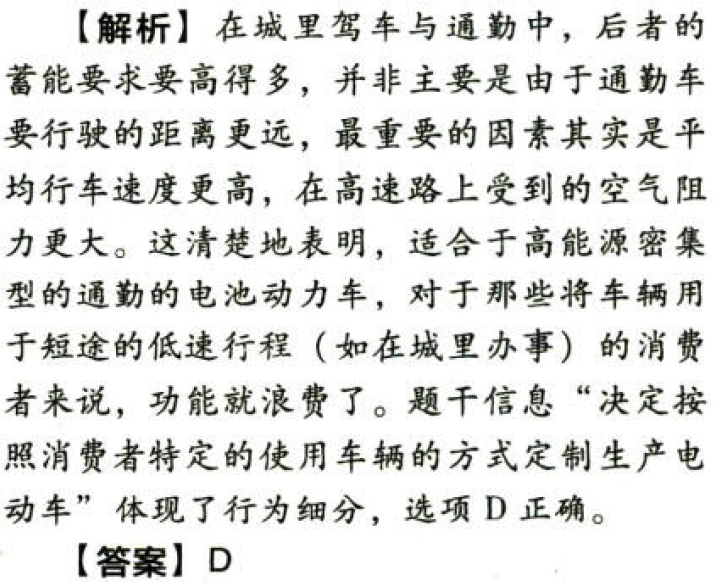 【解析】在城里驾车与通勤中，后者的
蓄能要求要高得多，并非主要是由于通勤车
要行驶的距离更远，最重要的因素其实是平
均行车速度更高，在高速路上受到的空气阻
力更大。这清楚地表明，适合于高能源密集
型的通勤的电池动力车，对于那些将车辆用
于短途的低速行程（如在城里办事）的消费
者来说，功能就浪费了。题干信息“决定按
照消费者特定的使用车辆的方式定制生产电
动车”体现了行为细分，选项 D 正确。
【答案】D